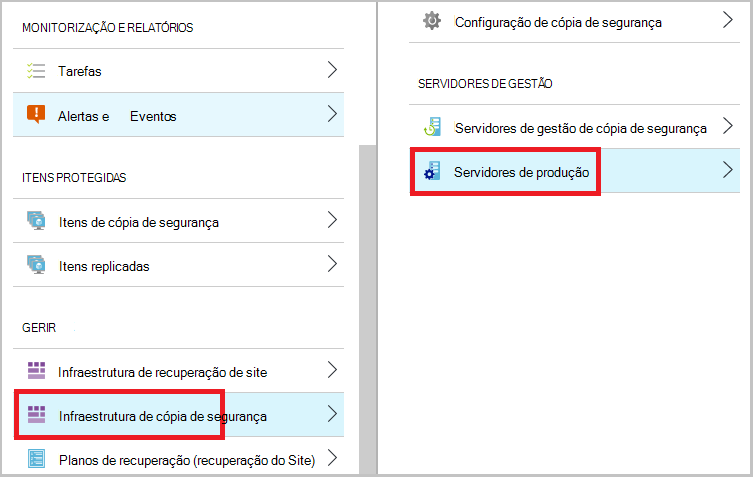 MONITORIZAÇÃO E RELATÓRIOS
Tarefas
Alertas e Eventos
ITENS PROTEGIDAS
Itens de cópia de segurança
Itens replicadas
GERIR
Infraestrutura de recuperação de site
Infraestrutura de cópia de segurança
Planos de recuperação (recuperação do Site)
Configuração de cópia de segurança
SERVIDORES DE GESTÃO
Servidores de gestão de cópia de segurança
Servidores de produção